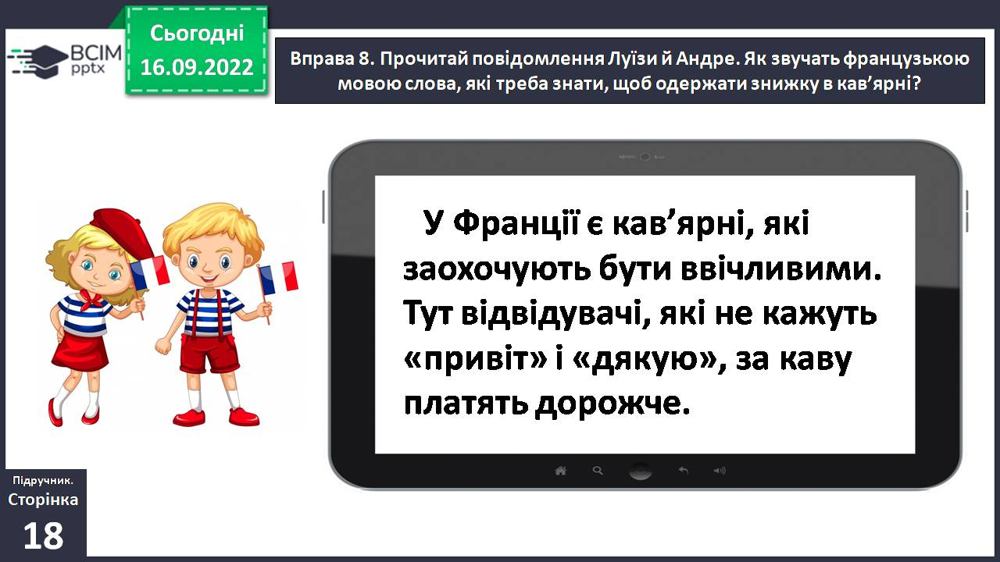 Сьогодні
16.09.2022
BCIM
pptx
Вправа 8. Прочитай повідомлення Луїзи й Андре. Як звучать французькою
мовою слова, які треба знати, щоб одержати знижку в кав’ярні?
У Франції є кав’ярні, які
заохочують бути ввічливими.
Тут відвідувачі, які не кажуть
«привіт» і «дякую», за каву
платять дорожче.
Підручник.
Сторінка
18